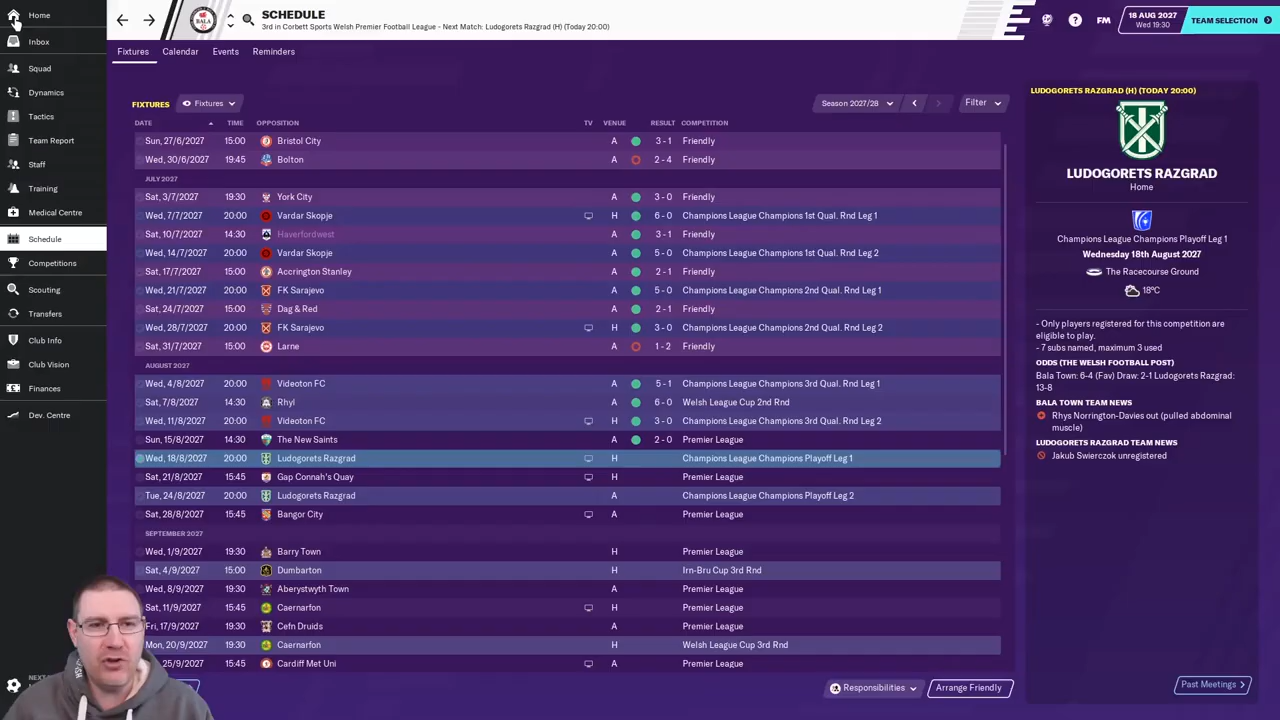 Home
Inbox
Squad
Dynamics
Tactics
Team Report
Staff
Training
Medical Centre
Schedule
Competitions
Scouting
Transfers
Club Info
Club Vision
Finances
Dev. Centre
NEXT
BALA
SCHEDULE
3rd in Corbett Sports Welsh Premier Football League - Next Match: Ludogorets Razgrad (H) (Today 20:00)
FM
18 AUG 2027
Wed 19:30
TEAM SELECTION
Fixtures Calendar Events Reminders
FIXTURES Fixtures Season 2027/28 Filter
DATE TIME OPPOSITION TV VENUE RESULT COMPETITION
Sun, 27/6/2027 15:00 Bristol City A 3 - 1 Friendly
Wed, 30/6/2027 19:45 Bolton A 2 - 4 Friendly
JULY 2027
Sat, 3/7/2027 19:30 York City A 3 - 0 Friendly
Wed, 7/7/2027 20:00 Vardar Skopje H 6 - 0 Champions League Champions 1st Qual. Rnd Leg 1
Sat, 10/7/2027 14:30 Haverfordwest A 3 - 1 Friendly
Wed, 14/7/2027 20:00 Vardar Skopje A 5 - 0 Champions League Champions 1st Qual. Rnd Leg 2
Sat, 17/7/2027 15:00 Accrington Stanley A 2 - 1 Friendly
Wed, 21/7/2027 20:00 FK Sarajevo A 5 - 0 Champions League Champions 2nd Qual. Rnd Leg 1
Sat, 24/7/2027 15:00 Dag & Red A 2 - 1 Friendly
Wed, 28/7/2027 20:00 FK Sarajevo H 3 - 0 Champions League Champions 2nd Qual. Rnd Leg 2
Sat, 31/7/2027 15:00 Larne A 1 - 2 Friendly
AUGUST 2027
Wed, 4/8/2027 20:00 Videoton FC A 5 - 1 Champions League Champions 3rd Qual. Rnd Leg 1
Sat, 7/8/2027 14:30 Rhyl A 6 - 0 Welsh League Cup 2nd Rnd
Wed, 11/8/2027 20:00 Videoton FC H 3 - 0 Champions League Champions 3rd Qual. Rnd Leg 2
Sun, 15/8/2027 14:30 The New Saints A 2 - 0 Premier League
Wed, 18/8/2027 20:00 Ludogorets Razgrad H Champions League Champions Playoff Leg 1
Sat, 21/8/2027 15:45 Gap Connah's Quay H Premier League
Tue, 24/8/2027 20:00 Ludogorets Razgrad A Champions League Champions Playoff Leg 2
Sat, 28/8/2027 15:45 Bangor City A Premier League
SEPTEMBER 2027
Wed, 1/9/2027 19:30 Barry Town H Premier League
Sat, 4/9/2027 15:00 Dumbarton H Irn-Bru Cup 3rd Rnd
Wed, 8/9/2027 19:30 Aberystwyth Town A Premier League
Sat, 11/9/2027 15:45 Caernarfon H Premier League
Fri, 17/9/2027 19:30 Cefn Druids A Premier League
Mon, 20/9/2027 19:30 Caernarfon H Welsh League Cup 3rd Rnd
25/9/2027 15:45 Cardiff Met Uni A Premier League
Responsibilities Arrange Friendly
LUDOGORETS RAZGRAD (H) (TODAY 20:00)
LUDOGORETS RAZGRAD
Home
Champions League Champions Playoff Leg 1
Wednesday 18th August 2027
The Racecourse Ground
18°C
- Only players registered for this competition are
eligible to play.
- 7 subs named, maximum 3 used
ODDS (THE WELSH FOOTBALL POST)
Bala Town: 6-4 (Fav) Draw: 2-1 Ludogorets Razgrad:
13-8
BALA TOWN TEAM NEWS
Rhys Norrington-Davies out (pulled abdominal
muscle)
LUDOGORETS RAZGRAD TEAM NEWS
Jakub Swierczok unregistered
Past Meetings